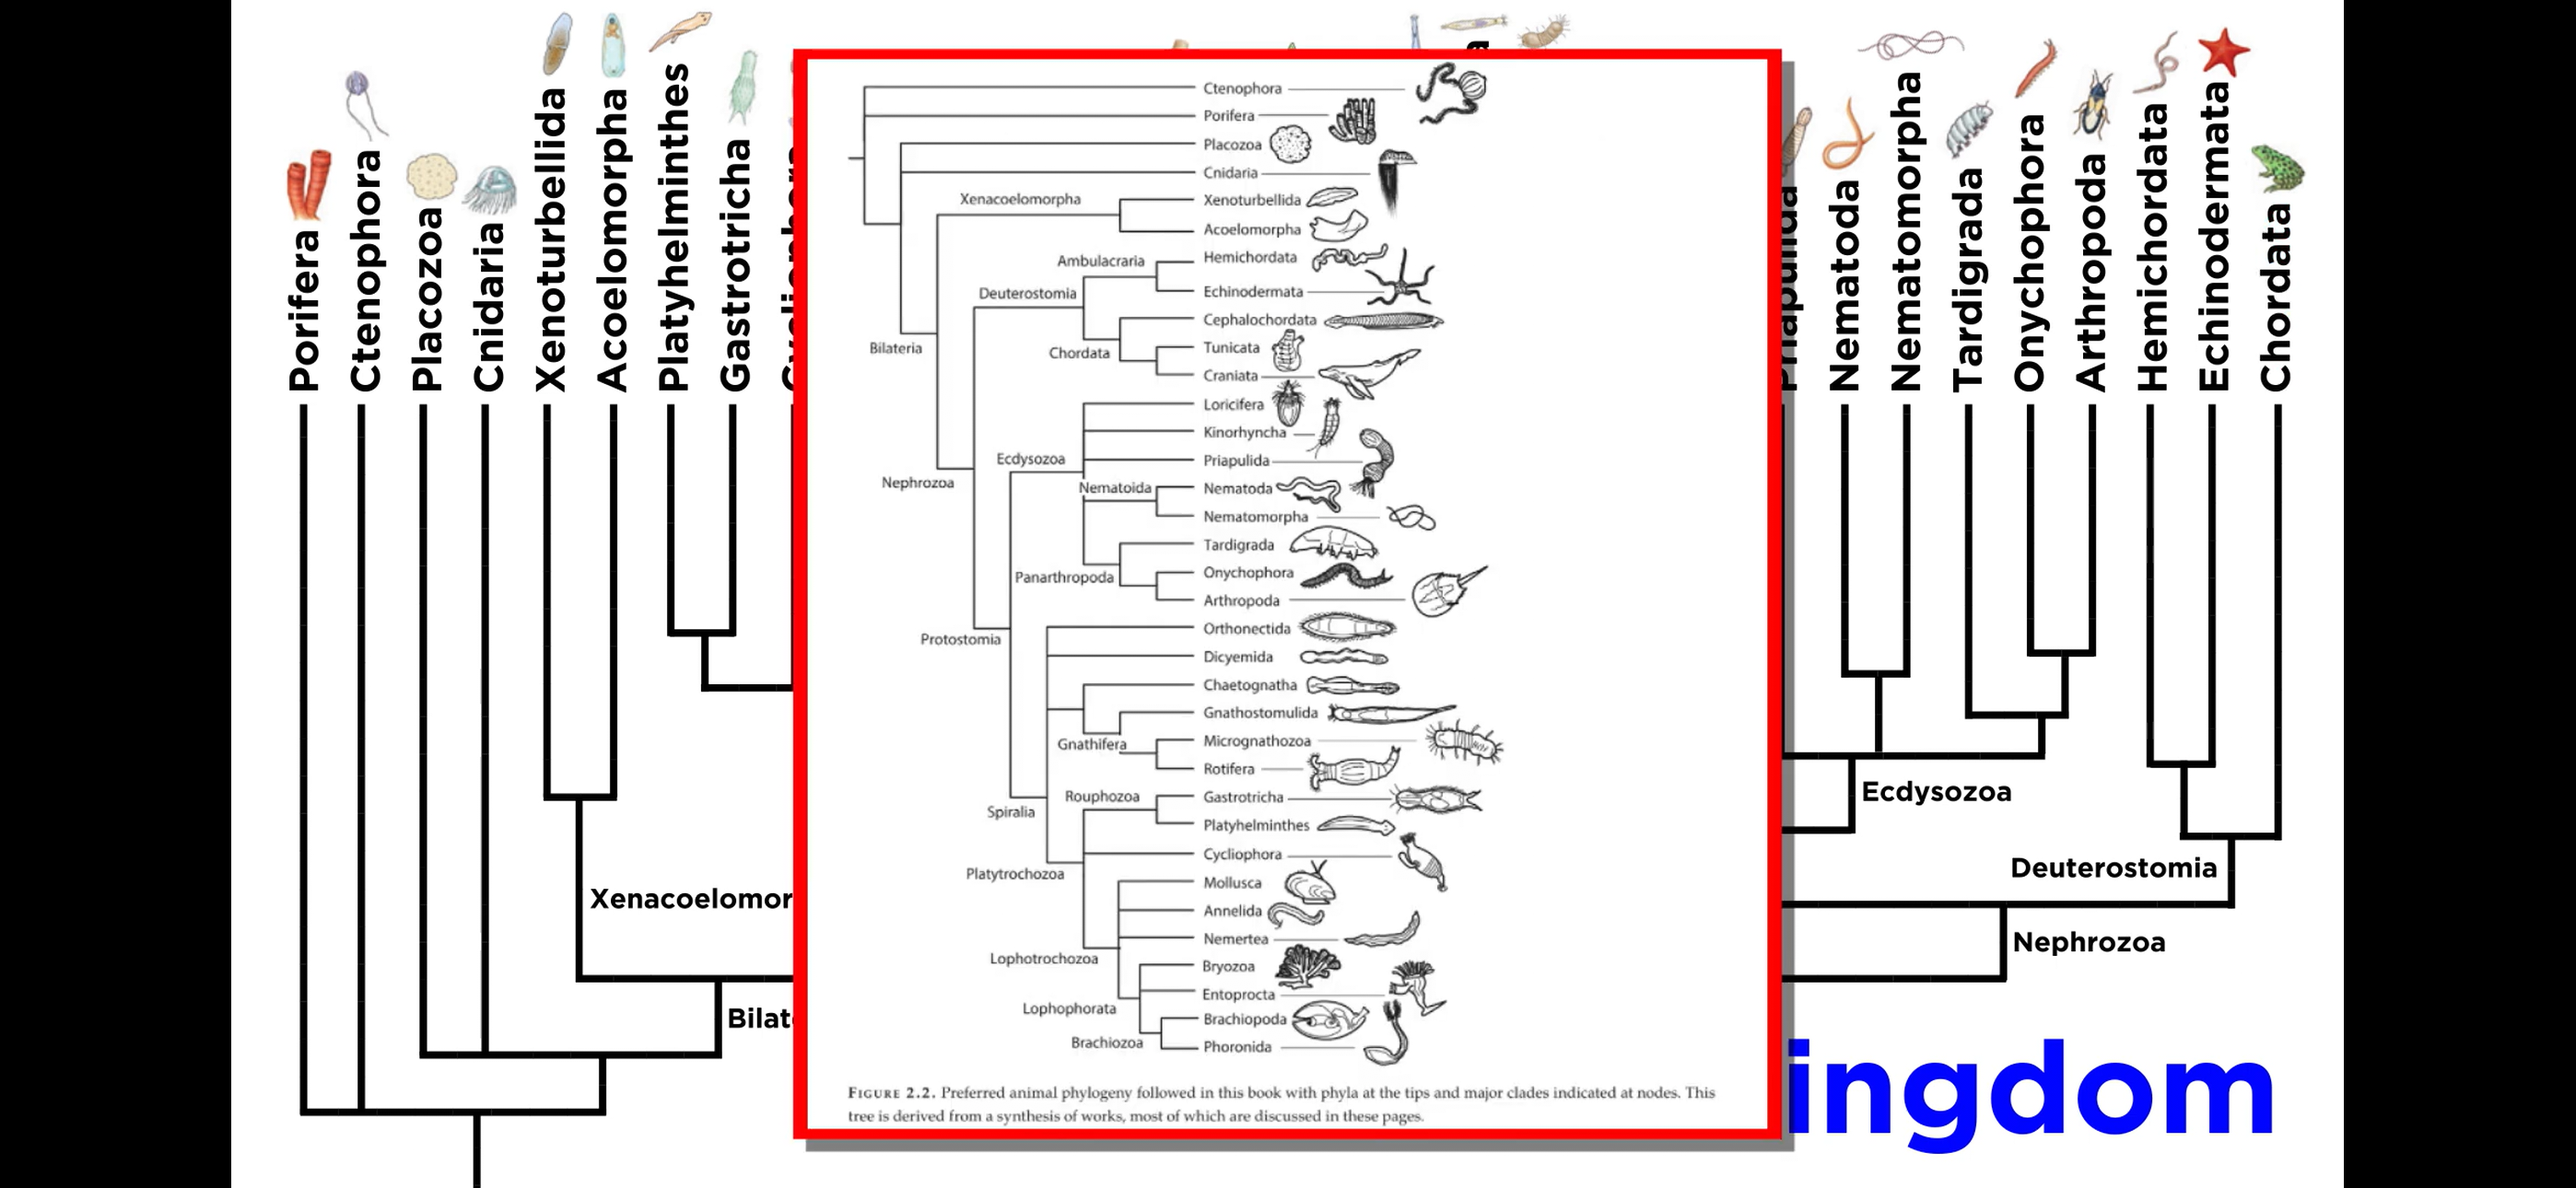 Porifera
Ctenophora
Placozoa
Cnidaria
Xenoturbellida
Acoelomorpha
Platyhelminthes
Gastrotricha
Xenacoelomor
Bilat
Ctenophora
Porifera
Placozoa
Cnidaria
Xenacoelomorpha
Xenoturbellida
Acoelomorpha
Ambulacraria
Hemichordata
Deuterostomia
Echinodermata
Cephalochordata
Bilateria
Chordata
Tunicata
Craniata
Loricifera
Kinorhyncha
Ecdysozoa
Priapulida
Nephrozoa
Nematoida
Nematoda
Nematomorpha
Tardigrada
Panarthropoda
Onychophora
Arthropoda
Orthonectida
Protostomia
Dicyemida
Chaetognatha
Gnathostomulida
Gnathifera
Micrognathozoa
Rotifera
Rouphozoa
Gastrotricha
Spiralia
Platyhelminthes
Cycliophora
Platytrochozoa
Mollusca
Annelida
Nemertea
Lophotrochozoa
Bryozoa
Entoprocta
Lophophorata
Brachiopoda
Brachiozoa
Phoronida
FIGURE 2.2. Preferred animal phylogeny followed in this book with phyla at the tips and major clades indicated at nodes. This
tree is derived from a synthesis of works, most of which are discussed in these pages.
Nematoda
Nematomorpha
Tardigrada
Onychophora
Arthropoda
Hemichordata
Echinodermata
Chordata
Ecdysozoa
Deuterostomia
Nephrozoa
ingdom